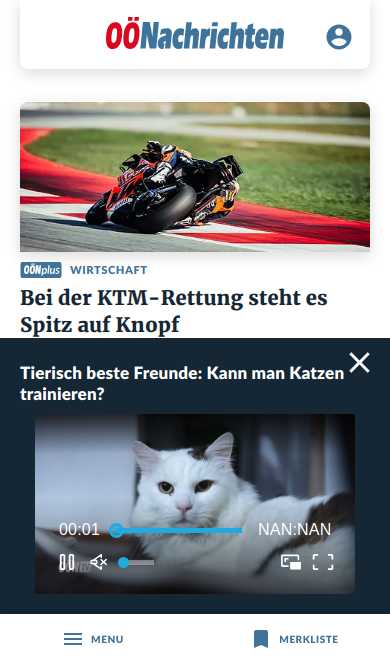 OÖNachrichten
OÖNplus WIRTSCHAFT
Bei der KTM-Rettung steht es
Spitz auf Knopf
Tierisch beste Freunde: Kann man Katzen
trainieren?
00:01 NAN:NAN
MENU MERKLISTE